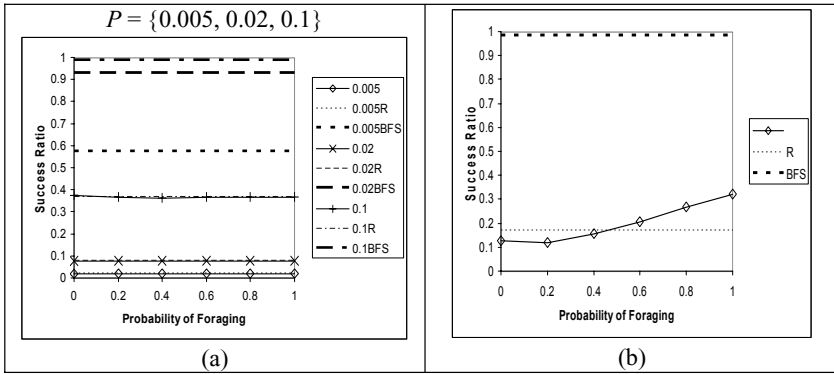 P = {0.005, 0.02, 0.1}
Success Ratio
1
0.9
0.8
0.7
0.6
0.5
0.4
0.3
0.2
0.1
0
0 0.2 0.4 0.6 0.8 1
Probability of Foraging
0.005
0.005R
0.005BFS
0.02
0.02R
0.02BFS
0.1
0.1R
0.1BFS
(a)
Success Ratio
1
0.9
0.8
0.7
0.6
0.5
0.4
0.3
0.2
0.1
0
0 0.2 0.4 0.6 0.8 1
Probability of Foraging
R
BFS
(b)